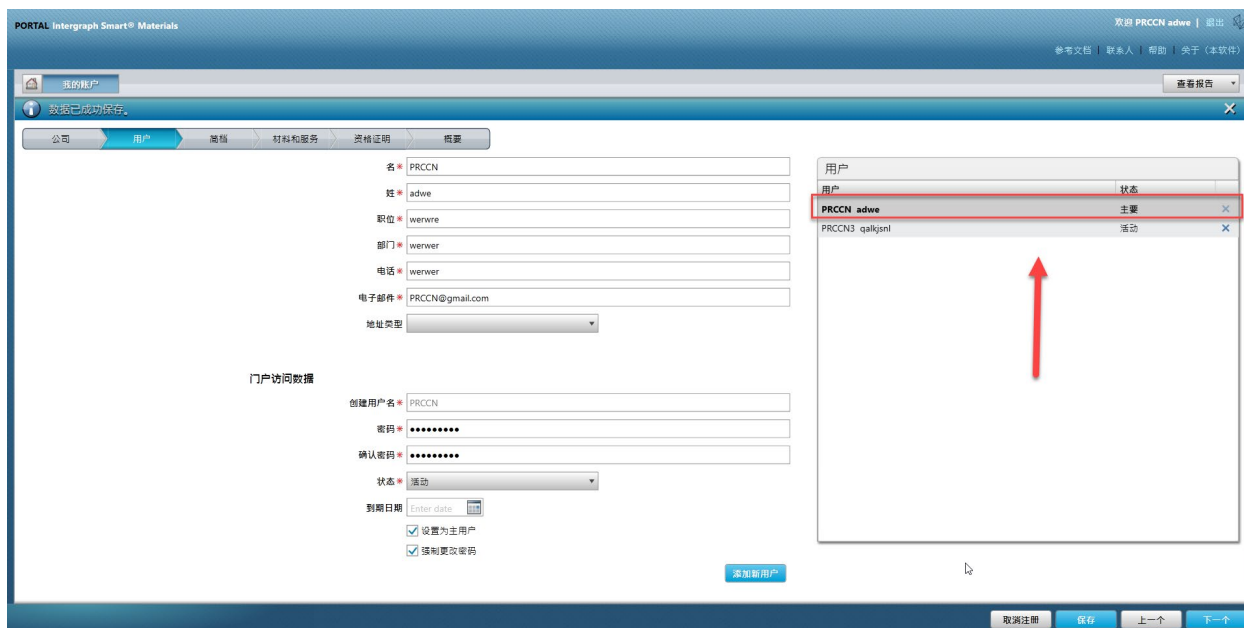 PORTAL Intergraph Smart® Materials
欢迎 PRCCN adwe | 退出
参考文档 | 联系人 | 帮助 | 关于 (本软件)
我的账户
查看报告
数据已成功保存。
公司 用户 简档 材料和服务 资格证明 概要
名* PRCCN
姓* adwe
职位* werwre
部门* werwer
电话* werwer
电子邮件* PRCCN@gmail.com
地址类型
门户访问数据
创建用户名* PRCCN
密码* •••••••••
确认密码* •••••••••
状态* 活动
到期日期 Enter date
设置为主用户
强制更改密码
添加新用户
用户
用户 状态
PRCCN adwe 主要
PRCCN3 qalkjsnl 活动
取消注册 保存 上一个 下一个